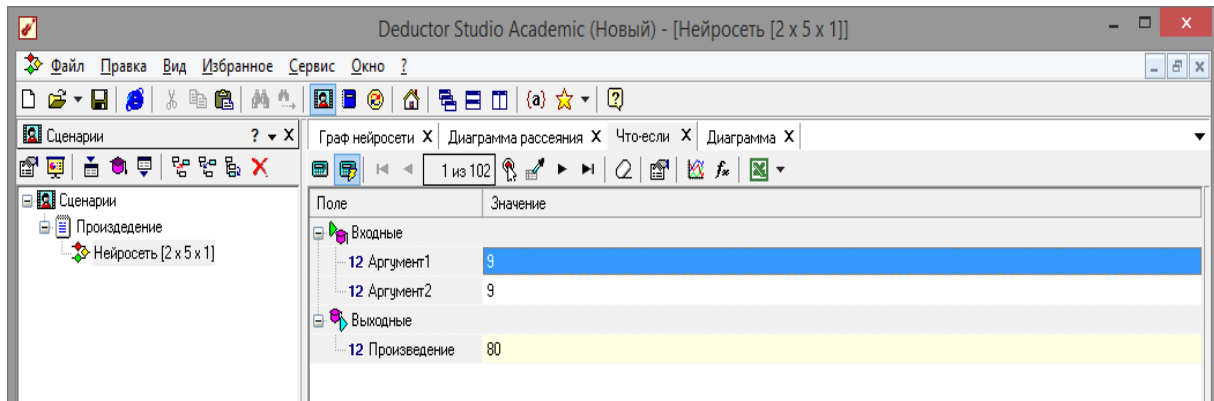 Deductor Studio Academic (Новый) - [Нейросеть [2 x 5 x 1]]
Файл Правка Вид Избранное Сервис Окно ?
Сценарии ? X
Граф нейросети X Диаграмма рассеяния X Что-если X Диаграмма X
1 из 102
Сценарии
Произдедение
Нейросеть [2 x 5 x 1]
Поле Значение
Входные
12 Аргумент1 9
12 Аргумент2 9
Выходные
12 Произведение 80